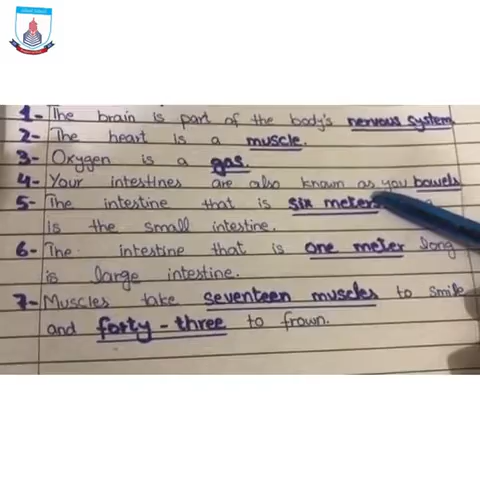 1- The brain is part of the body's nervous system
2- The heart is a muscle.
3- Oxygen is a gas.
4- Your intestines are also known as you bowels
5- The intestine that is six meters
is the small intestine.
6- The intestine that is one meter long
is large intestine.
7- Muscles take seventeen muscles to smile
and forty-three to frown.